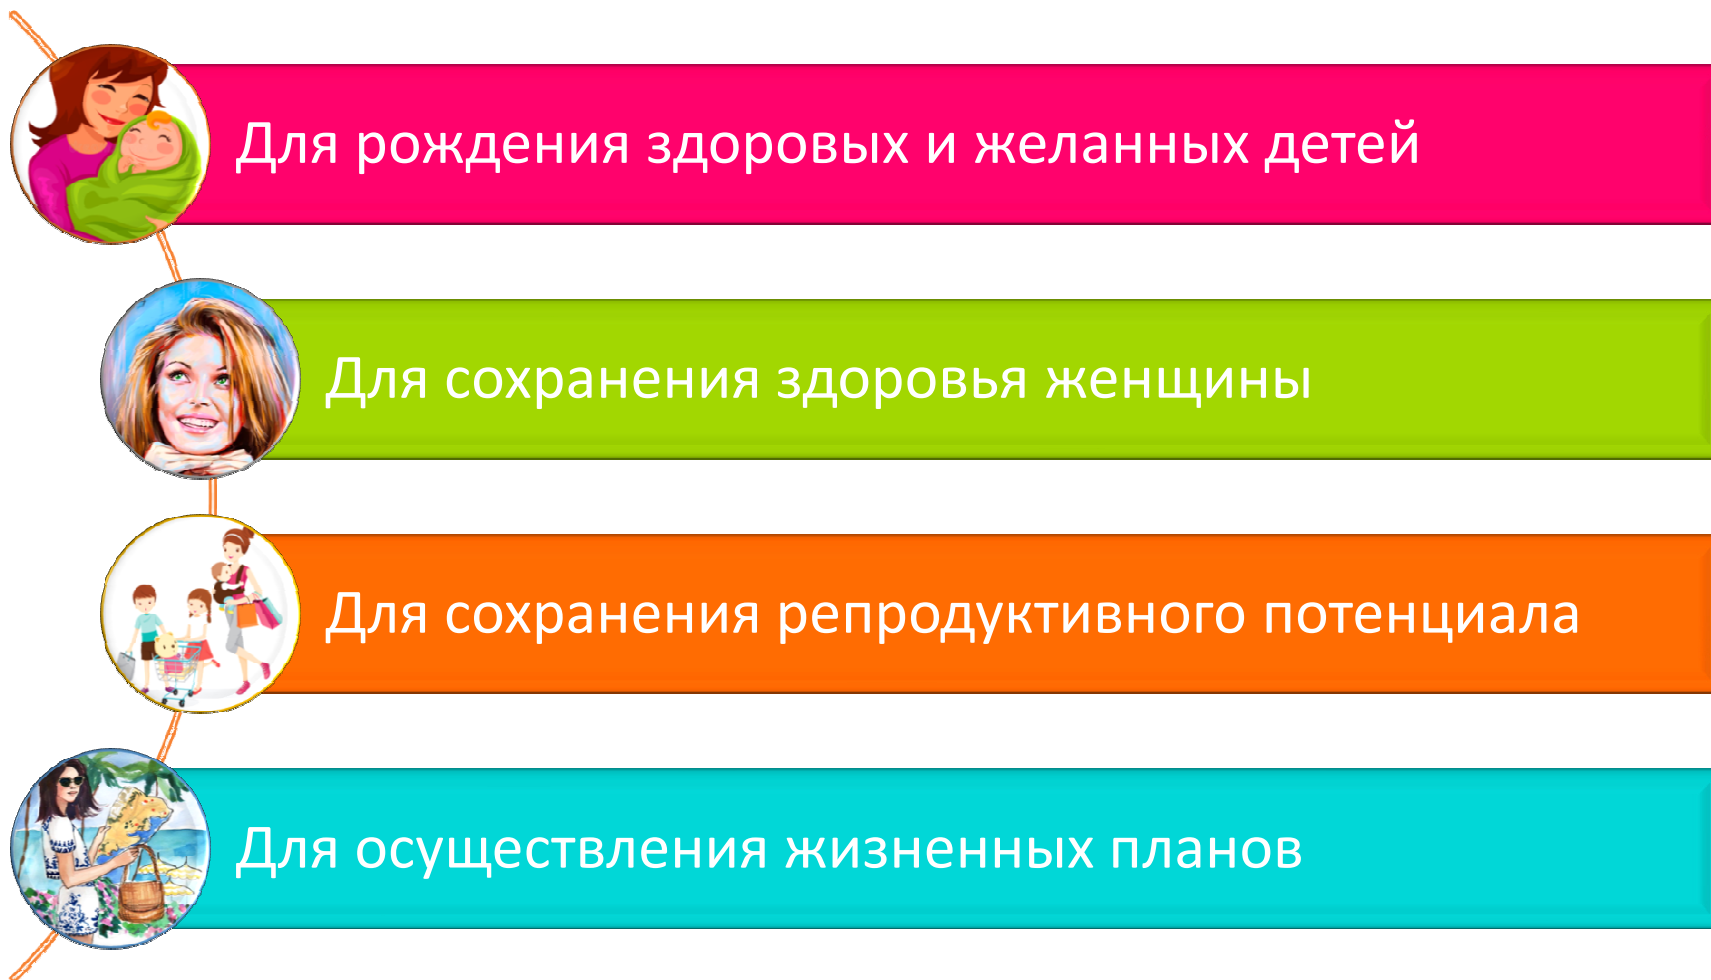 Для рождения здоровых и желанных детей
Для сохранения здоровья женщины
Для сохранения репродуктивного потенциала
Для осуществления жизненных планов